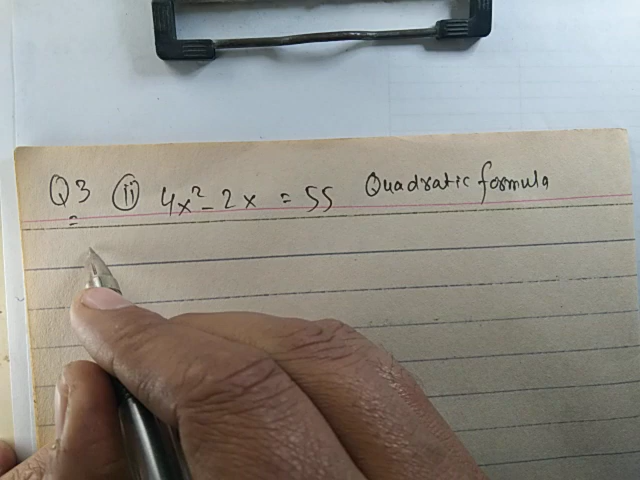 Q3 (ii) 4x² - 2x = 55 Quadratic formula